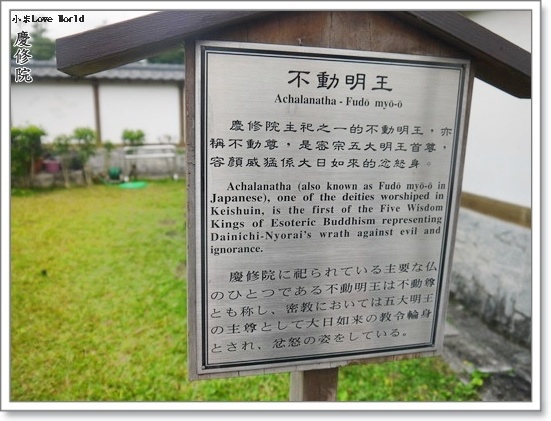 小米Love World
慶修院
不動明王
Achalanatha - Fudō myō-ō
慶修院主祀之一的不動明王，亦
稱不動尊，是密宗五大明王首尊，
容顏威猛係大日如來的忿怒身。
Achalanatha (also known as Fudō myō-ō in
Japanese), one of the deities worshiped in
Keishuin, is the first of the Five Wisdom
Kings of Esoteric Buddhism representing
Dainichi-Nyorai's wrath against evil and
ignorance.
慶修院に祀られている主要な仏
のひとつである不動明王は不動尊
とも称し、密教においては五大明王
の主尊として大日如来の教令輪身
とされ、忿怒の姿をしている。